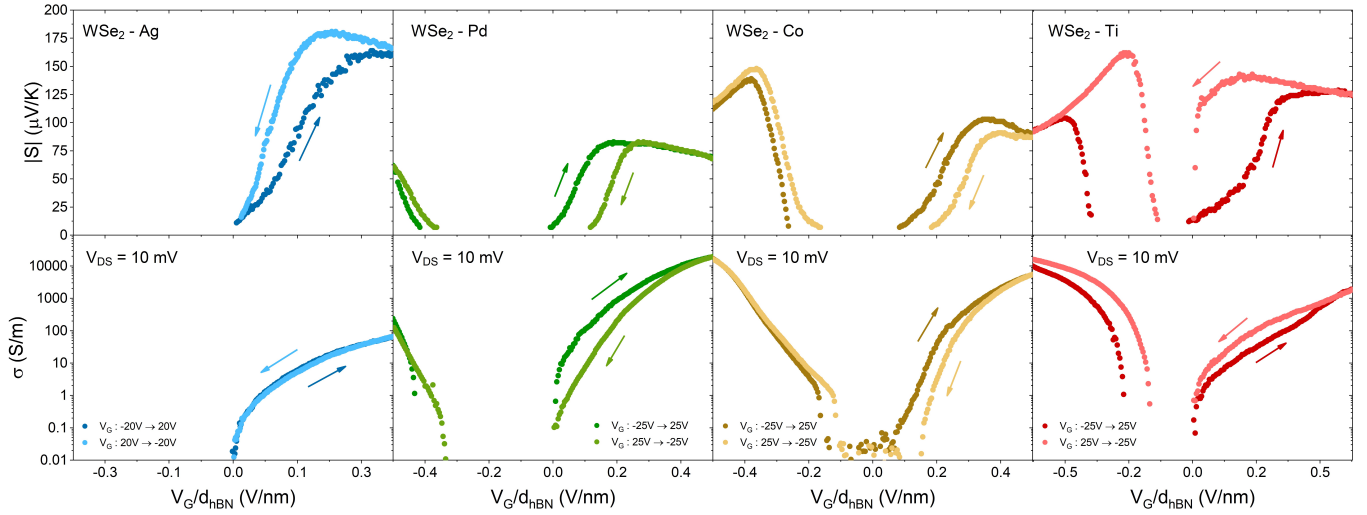 WSe₂ - Ag
WSe₂ - Pd
WSe₂ - Co
WSe₂ - Ti
|S| (μV/K)
175
150
125
100
75
50
25
0
V_DS = 10 mV
V_DS = 10 mV
V_DS = 10 mV
V_DS = 10 mV
σ (S/m)
10000
1000
100
10
1
0.1
0.01
V_G : -20V → 20V
V_G : 20V → -20V
V_G : -25V → 25V
V_G : 25V → -25V
V_G : -25V → 25V
V_G : 25V → -25V
V_G : -25V → 25V
V_G : 25V → -25V
-0.3 -0.2 -0.1 0.0 0.1 0.3
-0.4 -0.2 0.0 0.2 0.4
-0.4 -0.2 0.0 0.2 0.4
-0.5 -0.2 0.0 0.2 0.5
V_G/d_hBN (V/nm)
V_G/d_hBN (V/nm)
V_G/d_hBN (V/nm)
V_G/d_hBN (V/nm)